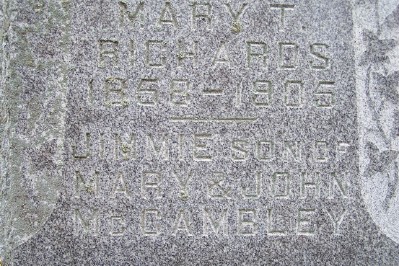 MARY T.
RICHARDS
1858-1905
JIMMIE SON OF
MARY & JOHN
MCCAMBLEY